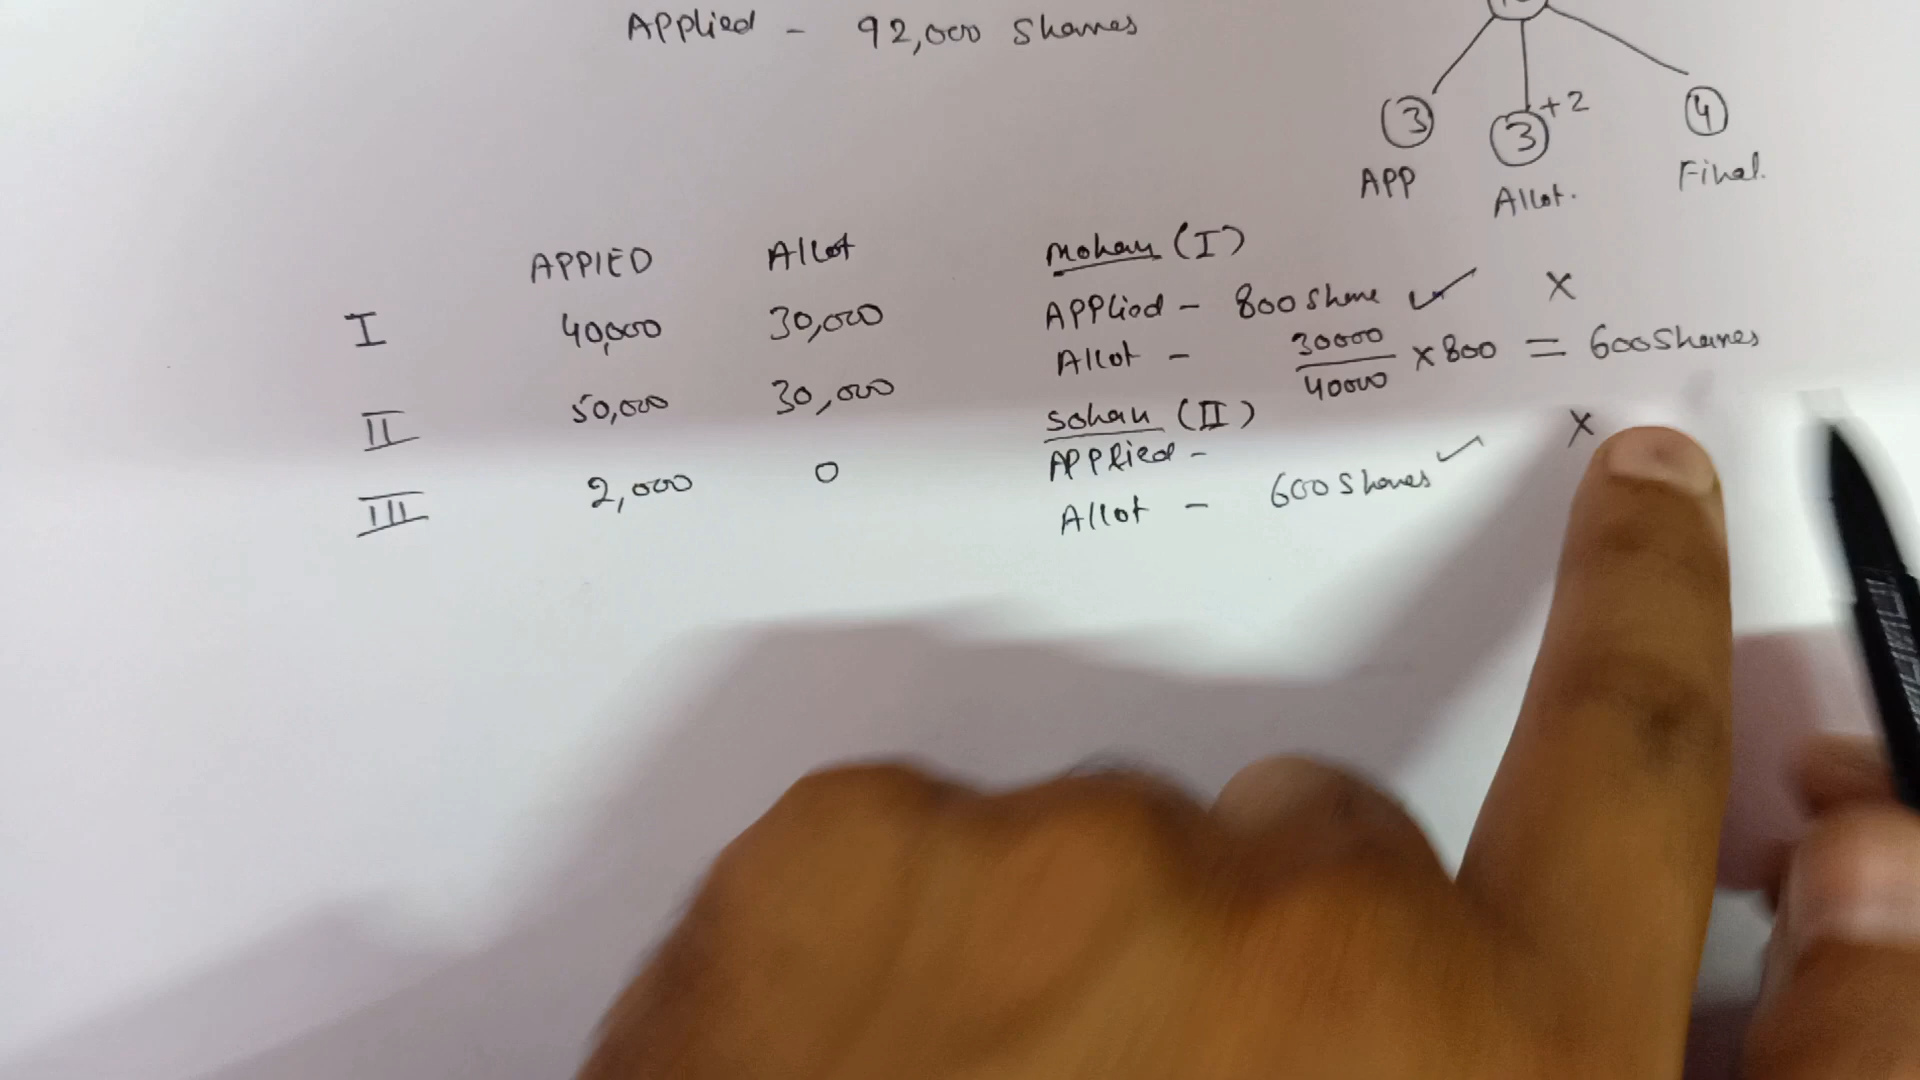 APPlied - 92,000 Shares
3
3 +2
4
APP
Allot.
Final.
APPlED Allot
I 40,000 30,000
II 50,000 30,000
III 2,000 0
Mohan (I)
APPlied - 800 Share ✓ X
Allot - 30000/40000 × 800 = 600 Shares
Sohan (II)
APPlied - X
Allot - 600 Shares ✓